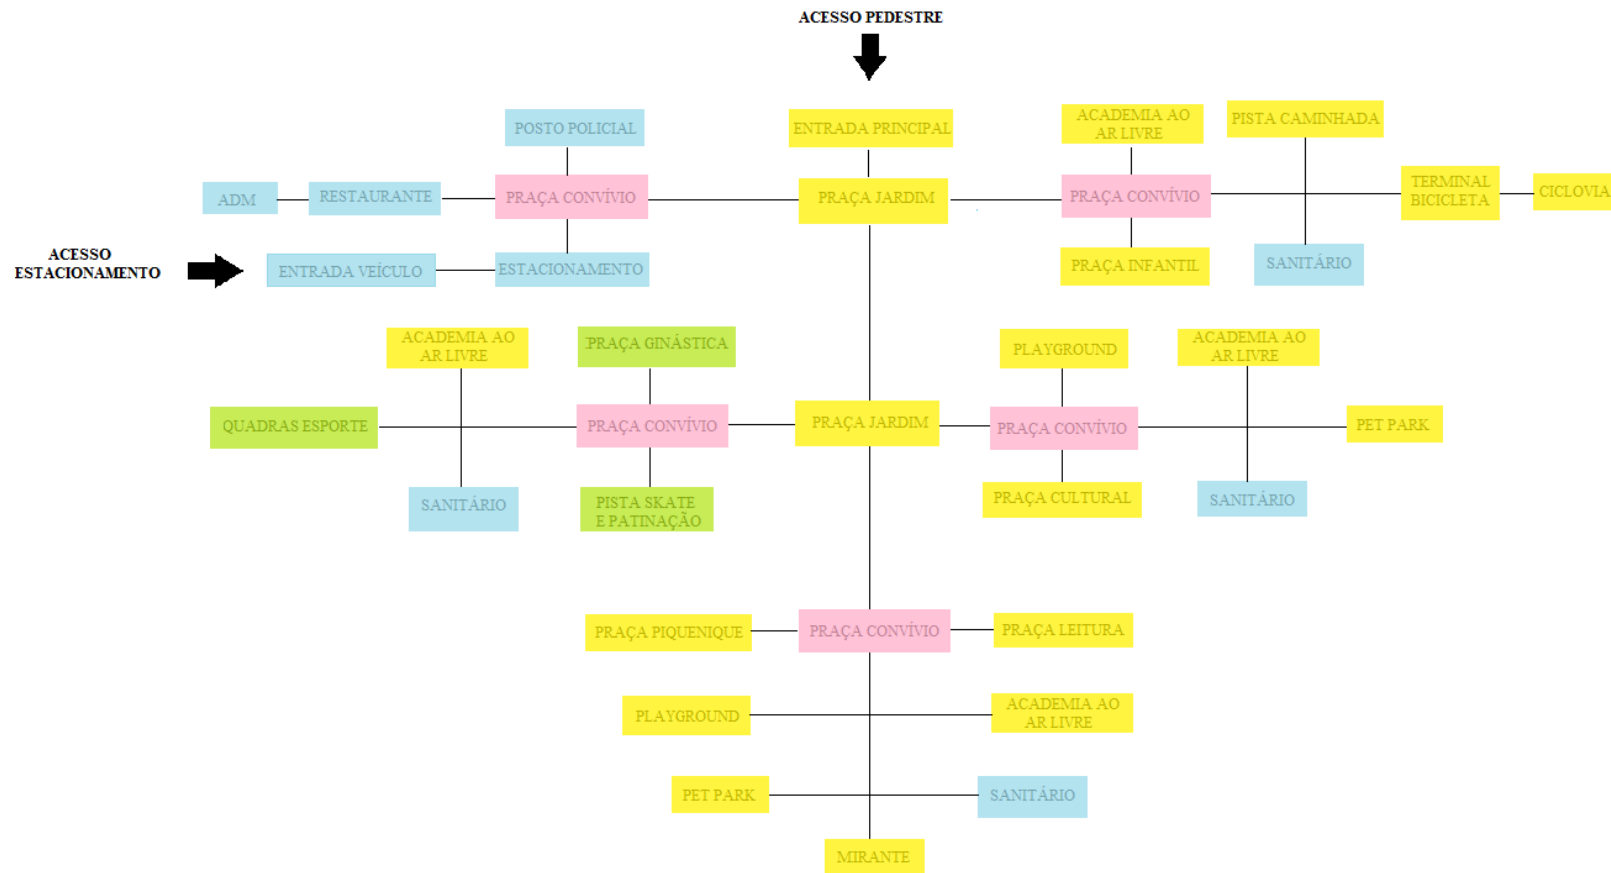 ACESSO PEDESTRE
POSTO POLICIAL
ENTRADA PRINCIPAL
ACADEMIA AO
AR LIVRE
PISTA CAMINHADA
ADM
RESTAURANTE
PRAÇA CONVÍVIO
PRAÇA JARDIM
PRAÇA CONVÍVIO
TERMINAL
BICICLETA
CICLOVIA
ACESSO
ESTACIONAMENTO
ENTRADA VEÍCULO
ESTACIONAMENTO
PRAÇA INFANTIL
SANITÁRIO
ACADEMIA AO
AR LIVRE
.PRAÇA GINÁSTICA
PLAYGROUND
ACADEMIA AO
AR LIVRE
QUADRAS ESPORTE
PRAÇA CONVÍVIO
PRAÇA JARDIM
PRAÇA CONVÍVIO
PET PARK
SANITÁRIO
PISTA SKATE
E PATINAÇÃO
PRAÇA CULTURAL
SANITÁRIO
PRAÇA PIQUENIQUE
PRAÇA CONVÍVIO
PRAÇA LEITURA
PLAYGROUND
ACADEMIA AO
AR LIVRE
PET PARK
SANITÁRIO
MIRANTE